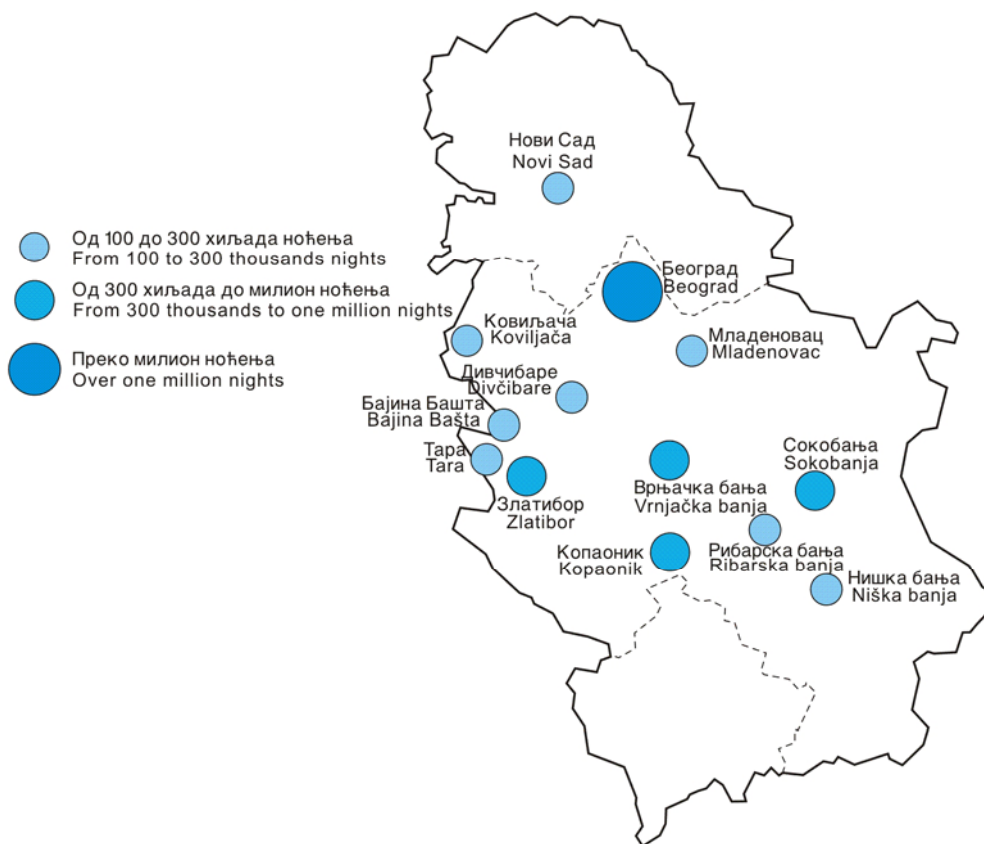 Нови Сад
Novi Sad
Од 100 до 300 хиљада ноћења
From 100 to 300 thousands nights
Од 300 хиљада до милион ноћења
From 300 thousands to one million nights
Преко милион ноћења
Over one million nights
Београд
Beograd
Ковиљача
Koviljača
Младеновац
Mladenovac
Дивчибаре
Divčibare
Бајина Башта
Bajina Bašta
Тара
Tara
Златибор
Zlatibor
Врњачка бања
Vrnjačka banja
Сокобања
Sokobanja
Копаоник
Kopaonik
Рибарска бања
Ribarska banja
Нишка бања
Niška banja